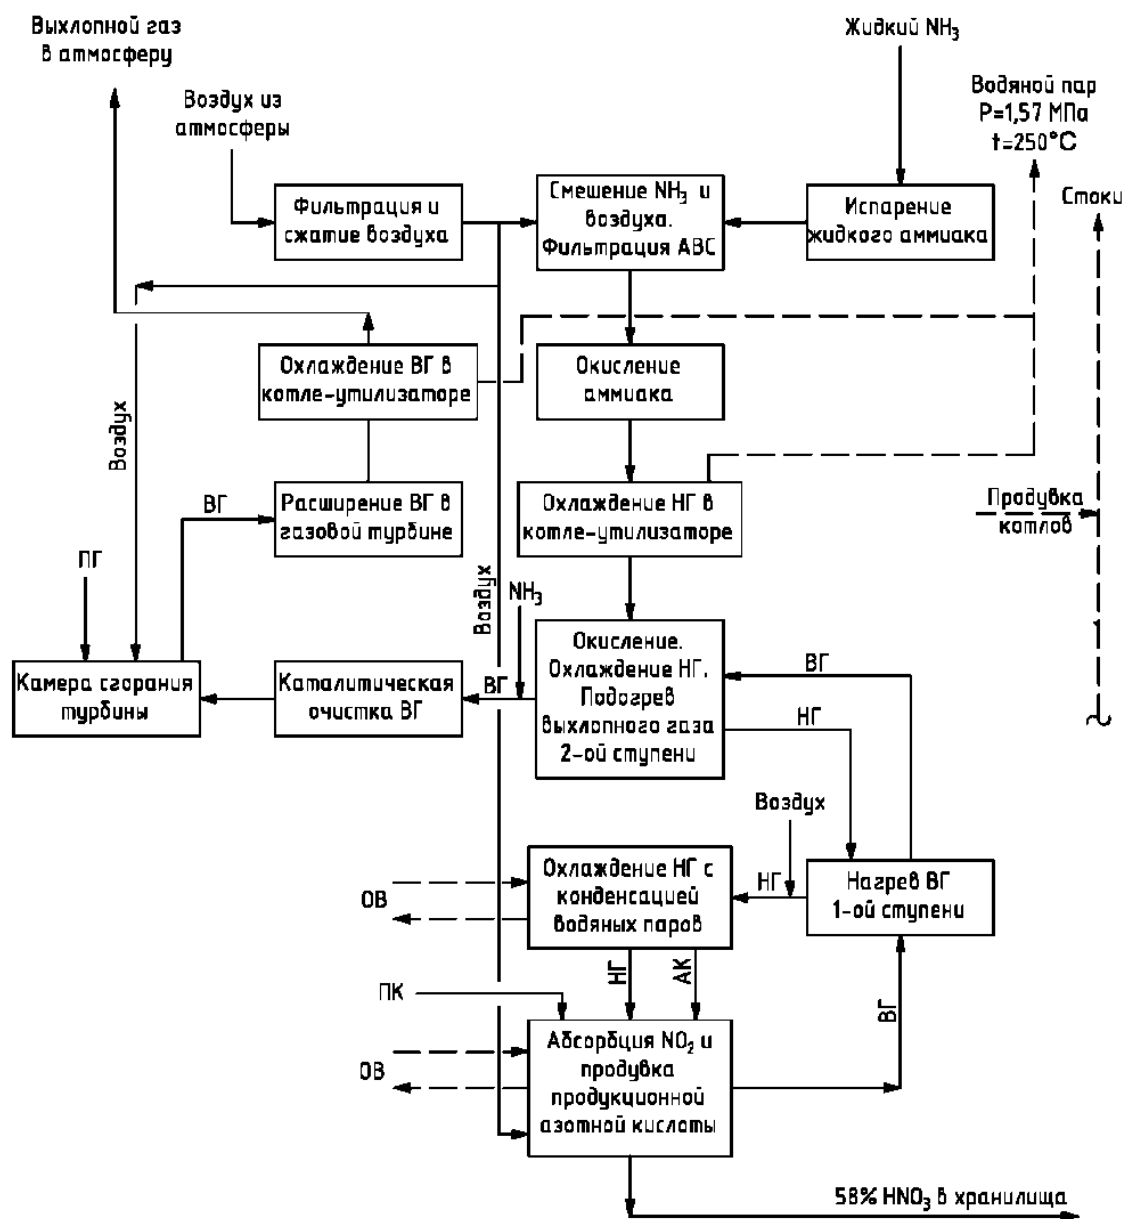 Выхлопной газ
в атмосферу
Жидкий NH₃
Воздух из
атмосферы
Водяной пар
P=1,57 МПа
t=250°C
Стоки
Фильтрация и
сжатие воздуха
Смешение NH₃ и
воздуха.
Фильтрация АВС
Испарение
жидкого аммиака
Охлаждение ВГ в
котле-утилизаторе
Окисление
аммиака
Воздух
Расширение ВГ в
газовой турбине
ВГ
Охлаждение НГ в
котле-утилизаторе
Продувка
котлов
ПГ
Воздух
NH₃
Камера сгорания
турбины
Каталитическая
очистка ВГ
ВГ
Окисление.
Охлаждение НГ.
Подогрев
выхлопного газа
2-ой ступени
ВГ
НГ
Воздух
Охлаждение НГ с
конденсацией
водяных паров
НГ
Нагрев ВГ
1-ой ступени
ОВ
НГ
АК
ВГ
ПК
Абсорбция NO₂ и
продувка
продукционной
азотной кислоты
ОВ
58% HNO₃ в хранилища